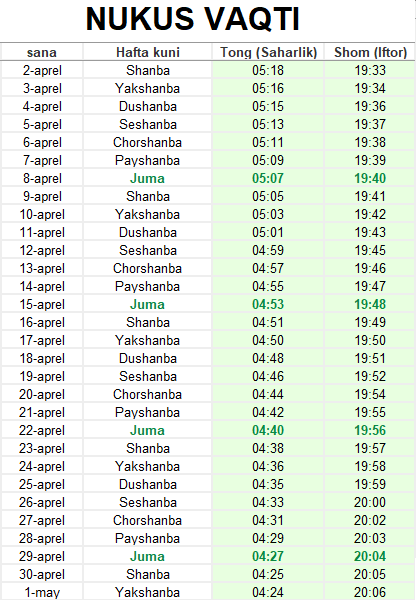 NUKUS VAQTI
sana Hafta kuni Tong (Saharlik) Shom (Iftor)
2-aprel Shanba 05:18 19:33
3-aprel Yakshanba 05:16 19:34
4-aprel Dushanba 05:15 19:36
5-aprel Seshanba 05:13 19:37
6-aprel Chorshanba 05:11 19:38
7-aprel Payshanba 05:09 19:39
8-aprel Juma 05:07 19:40
9-aprel Shanba 05:05 19:41
10-aprel Yakshanba 05:03 19:42
11-aprel Dushanba 05:01 19:43
12-aprel Seshanba 04:59 19:45
13-aprel Chorshanba 04:57 19:46
14-aprel Payshanba 04:55 19:47
15-aprel Juma 04:53 19:48
16-aprel Shanba 04:51 19:49
17-aprel Yakshanba 04:50 19:50
18-aprel Dushanba 04:48 19:51
19-aprel Seshanba 04:46 19:52
20-aprel Chorshanba 04:44 19:54
21-aprel Payshanba 04:42 19:55
22-aprel Juma 04:40 19:56
23-aprel Shanba 04:38 19:57
24-aprel Yakshanba 04:36 19:58
25-aprel Dushanba 04:35 19:59
26-aprel Seshanba 04:33 20:00
27-aprel Chorshanba 04:31 20:02
28-aprel Payshanba 04:29 20:03
29-aprel Juma 04:27 20:04
30-aprel Shanba 04:25 20:05
1-may Yakshanba 04:24 20:06